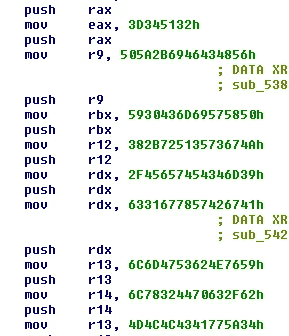 push rax
mov eax, 3D345132h
push rax
mov r9, 505A2B6946434856h
; DATA XR
; sub_538
push r9
mov rbx, 5930436D69575850h
push rbx
mov r12, 382B72513573674Ah
push r12
mov rdx, 2F45657454346D39h
push rdx
mov rdx, 6331677857426741h
; DATA XR
; sub_542
push rdx
mov r13, 6C6D4753624E7659h
push r13
mov r14, 6C78324470632F62h
push r14
mov r13, 4D4C4C4341775A34h